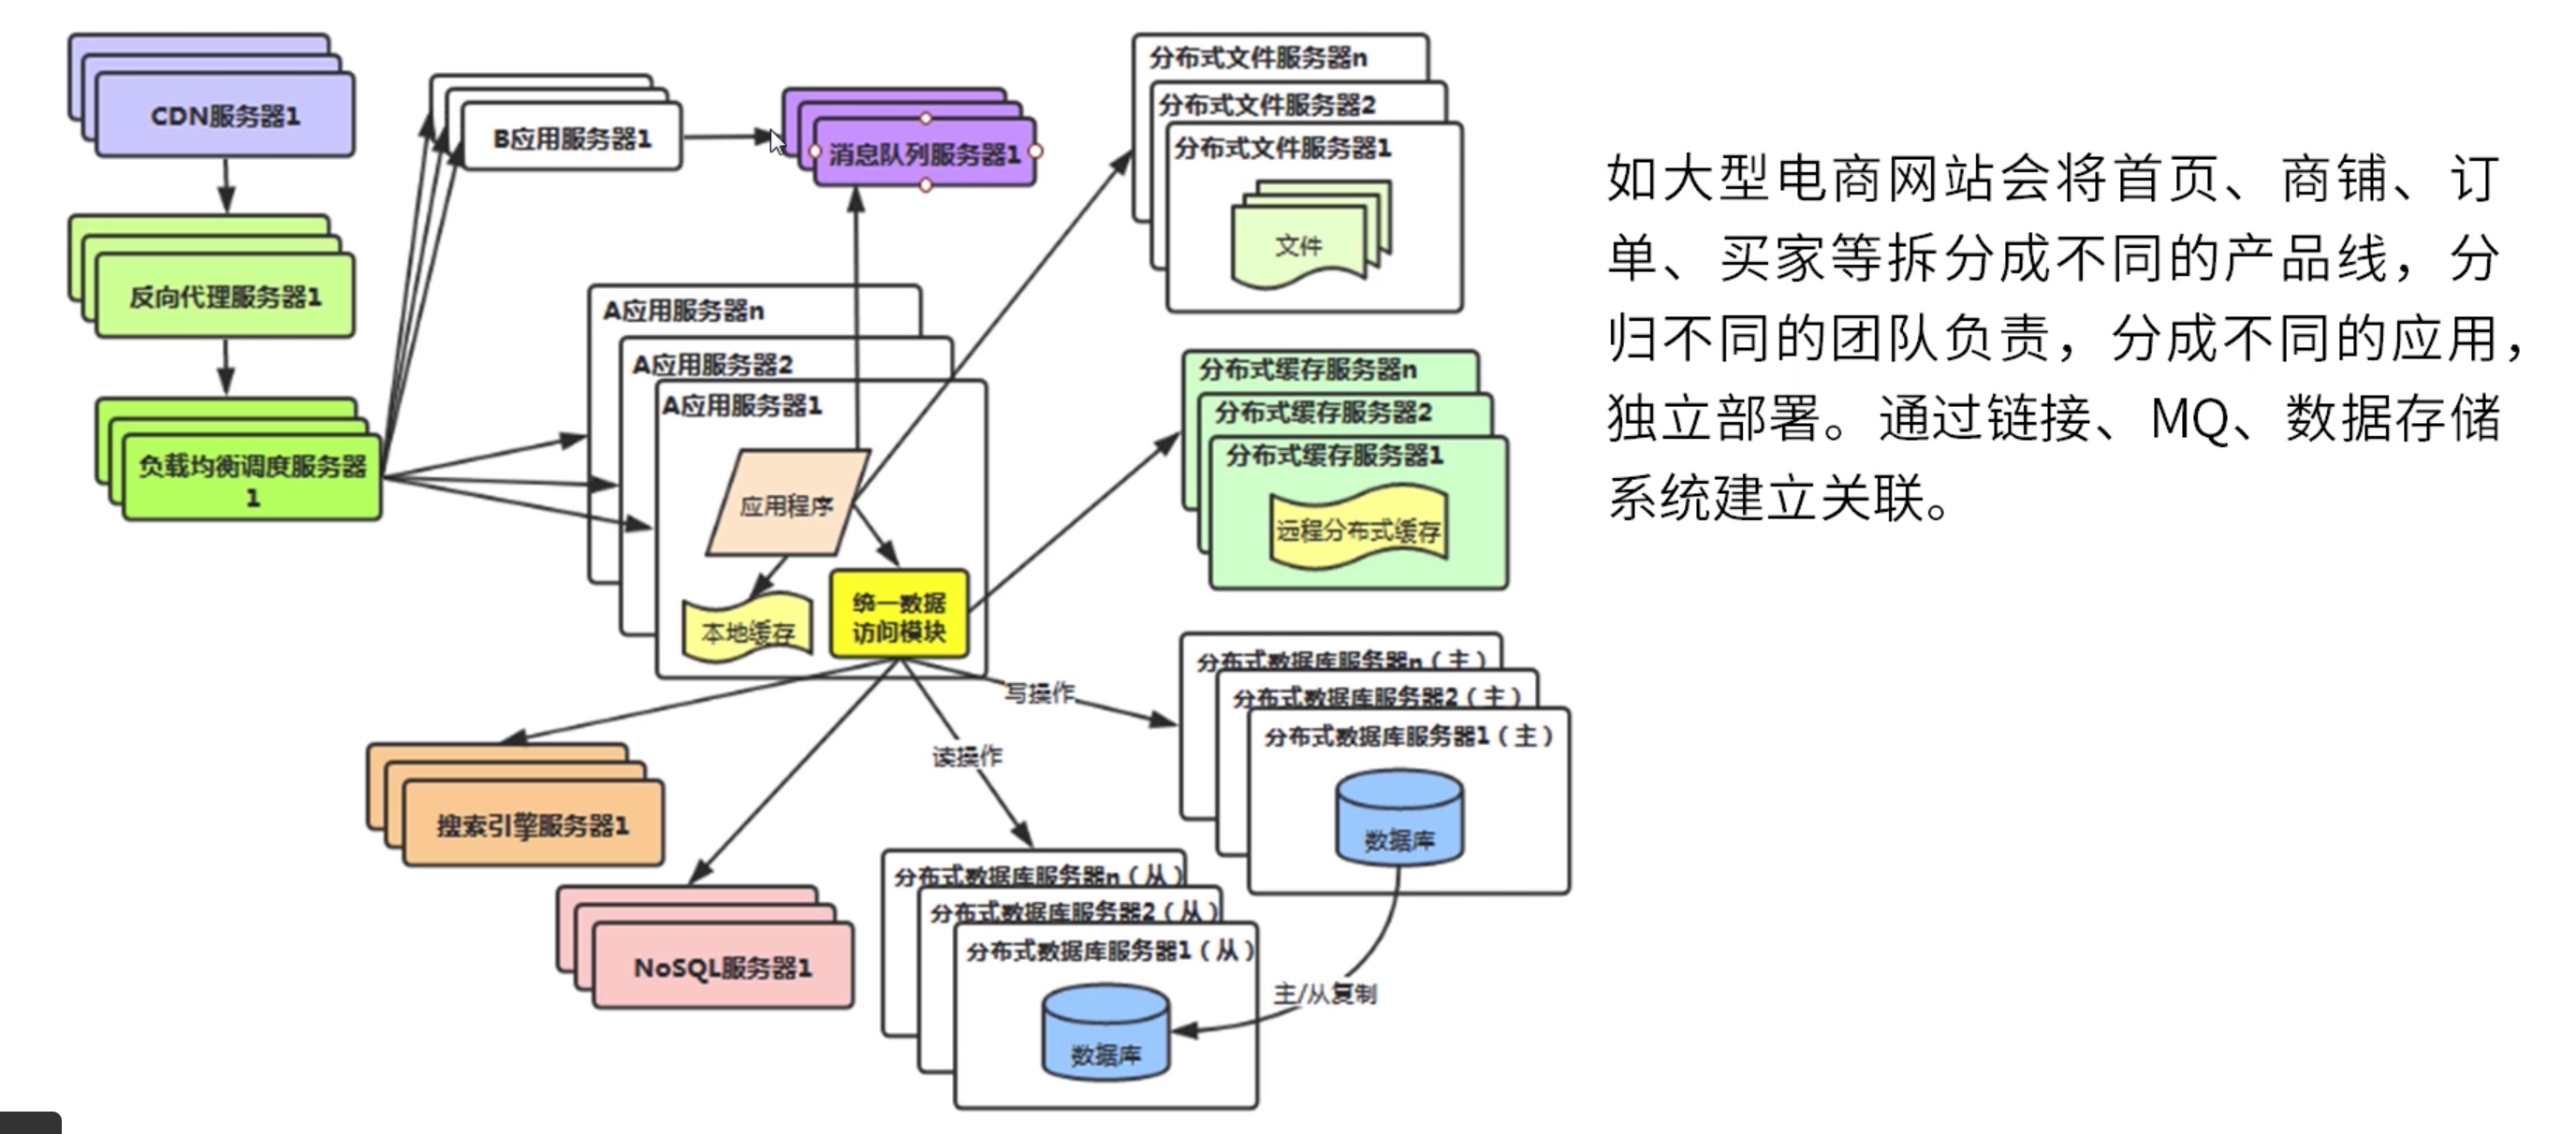 CDN服务器1
反向代理服务器1
负载均衡调度服务器
1
B应用服务器1
消息队列服务器1
A应用服务器n
A应用服务器2
A应用服务器1
应用程序
本地缓存
统一数据
访问模块
分布式文件服务器n
分布式文件服务器2
分布式文件服务器1
文件
分布式缓存服务器n
分布式缓存服务器2
分布式缓存服务器1
远程分布式缓存
写操作
读操作
分布式数据库服务器n（主）
分布式数据库服务器2（主）
分布式数据库服务器1（主）
数据库
搜索引擎服务器1
NoSQL服务器1
分布式数据库服务器n（从）
分布式数据库服务器2（从）
分布式数据库服务器1（从）
数据库
主/从复制
如大型电商网站会将首页、商铺、订
单、买家等拆分成不同的产品线，分
归不同的团队负责，分成不同的应用，
独立部署。通过链接、MQ、数据存储
系统建立关联。